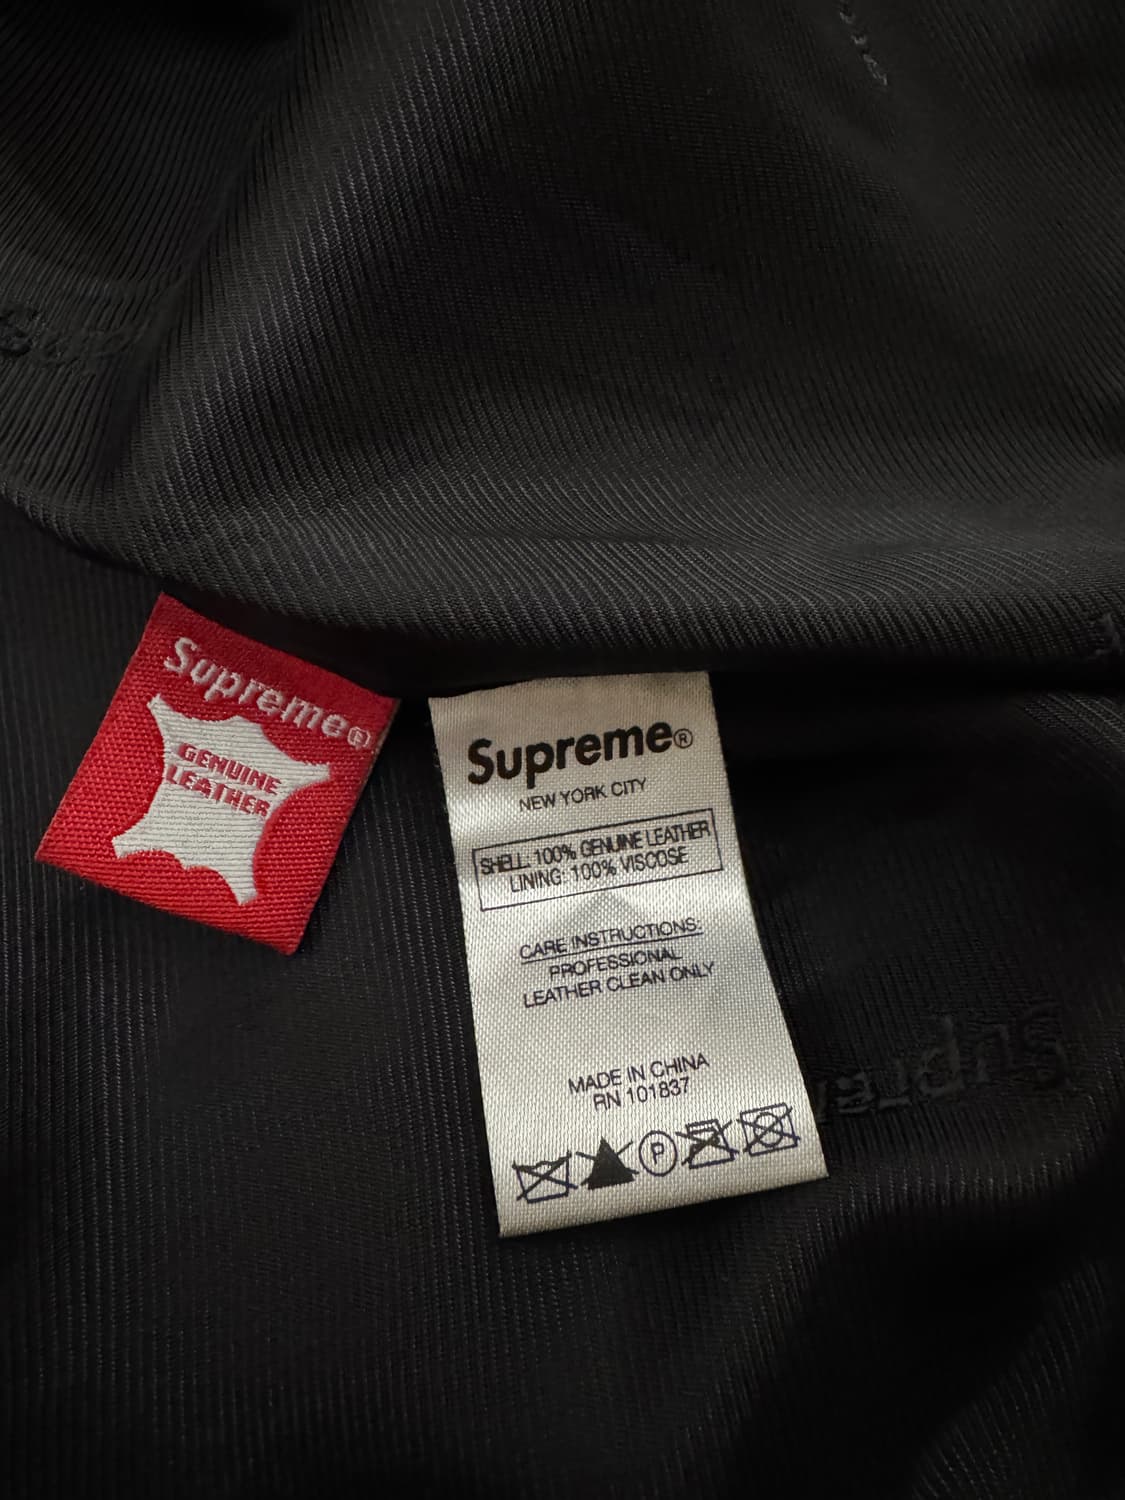 Supreme®
GENUINE
LEATHER
Supreme®
NEW YORK CITY
SHELL: 100% GENUINE LEATHER
LINING: 100% VISCOSE
CARE INSTRUCTIONS:
PROFESSIONAL
LEATHER CLEAN ONLY
MADE IN CHINA
RN 101837
P